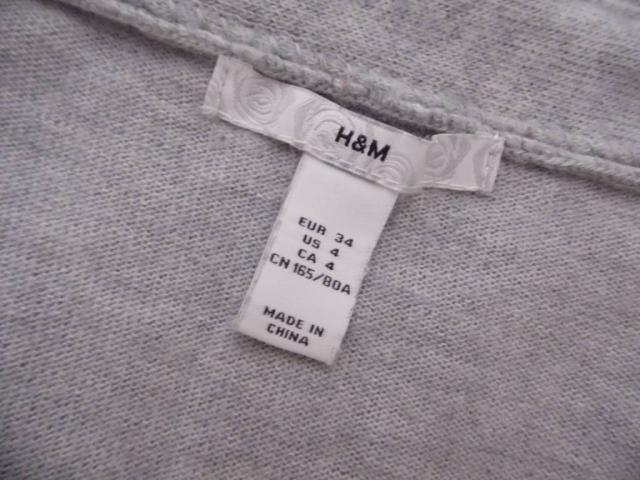 H&M
EUR 34
US 4
CA 4
CN 165/80A
MADE IN
CHINA